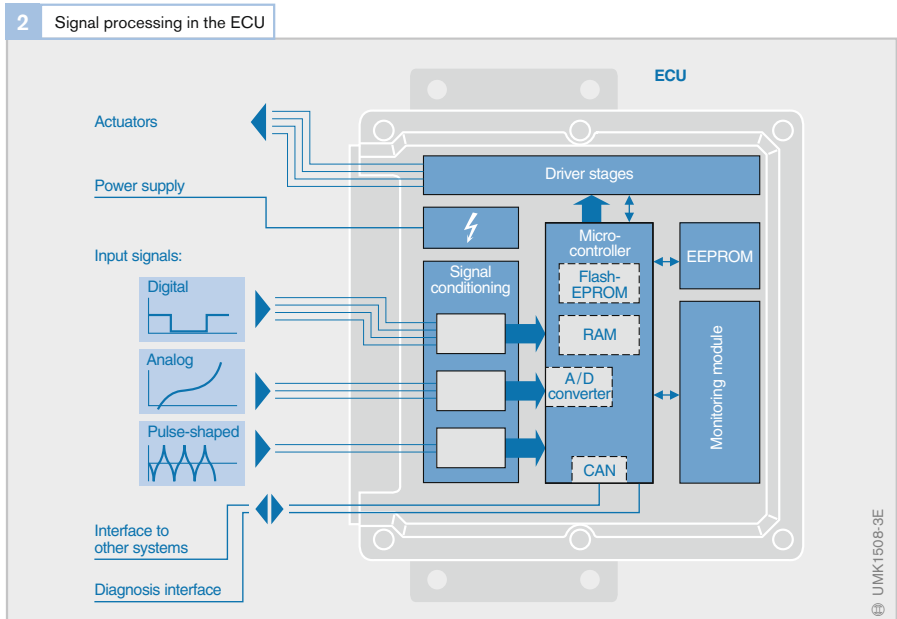 2 Signal processing in the ECU
ECU
Actuators
Driver stages
Power supply
Micro-
controller
EEPROM
Input signals:
Signal
conditioning
Flash-
EPROM
Digital
RAM
Monitoring module
Analog
A/D
converter
Pulse-shaped
CAN
Interface to
other systems
Diagnosis interface
UMK1508-3E